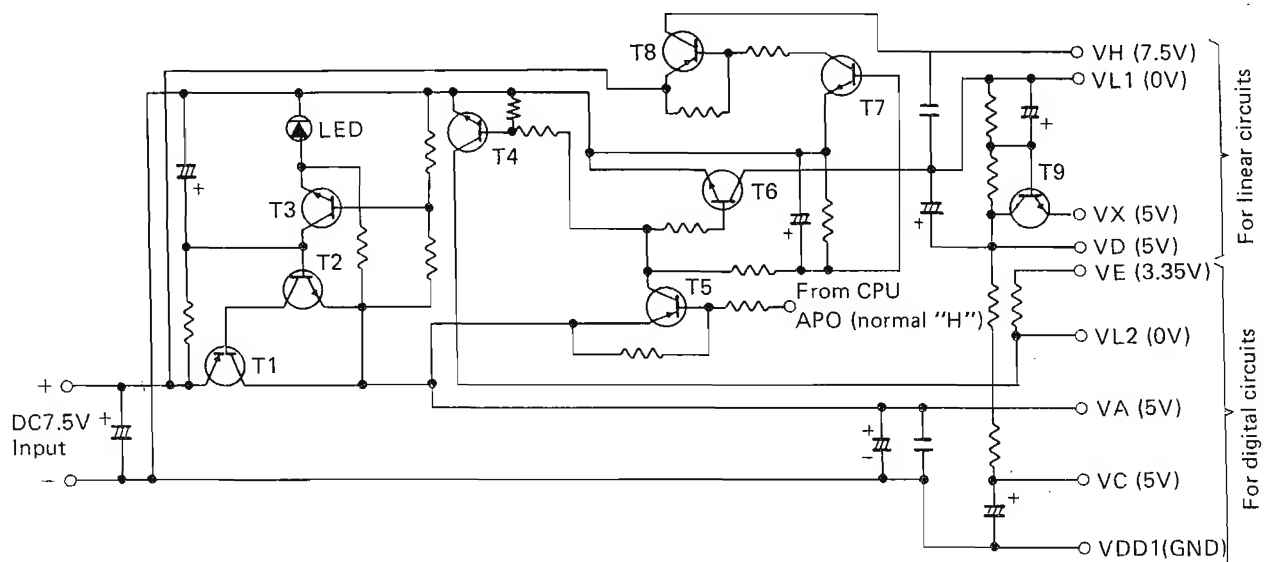 T8
VH (7.5V)
VL1 (0V)
T7
LED
T4
+
+
T3
T6
T9
+
+
VX (5V)
For linear circuits
T2
VD (5V)
VE (3.35V)
T5
From CPU
APO (normal "H")
VL2 (0V)
T1
+
DC7.5V
Input
+
VA (5V)
+
−
−
VC (5V)
+
VDD1(GND)
For digital circuits